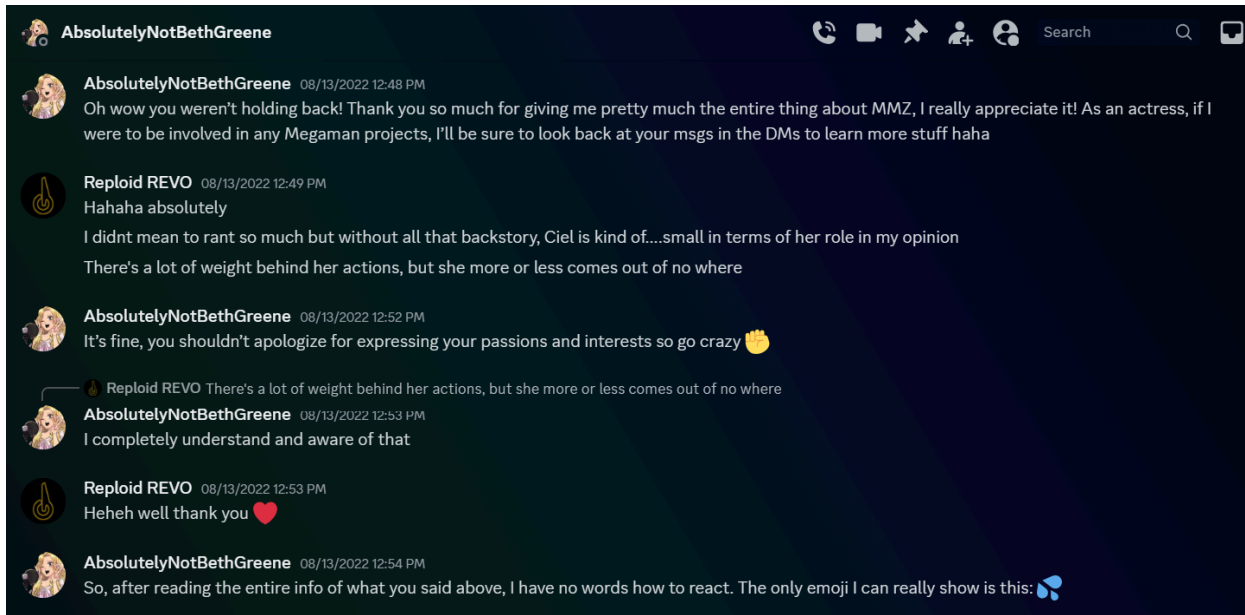 AbsolutelyNotBethGreene
Search
AbsolutelyNotBethGreene 08/13/2022 12:48 PM
Oh wow you weren’t holding back! Thank you so much for giving me pretty much the entire thing about MMZ, I really appreciate it! As an actress, if I
were to be involved in any Megaman projects, I’ll be sure to look back at your msgs in the DMs to learn more stuff haha
Reploid REVO 08/13/2022 12:49 PM
Hahaha absolutely
I didnt mean to rant so much but without all that backstory, Ciel is kind of....small in terms of her role in my opinion
There's a lot of weight behind her actions, but she more or less comes out of no where
AbsolutelyNotBethGreene 08/13/2022 12:52 PM
It’s fine, you shouldn’t apologize for expressing your passions and interests so go crazy ✊
Reploid REVO There's a lot of weight behind her actions, but she more or less comes out of no where
AbsolutelyNotBethGreene 08/13/2022 12:53 PM
I completely understand and aware of that
Reploid REVO 08/13/2022 12:53 PM
Heheh well thank you ❤️
AbsolutelyNotBethGreene 08/13/2022 12:54 PM
So, after reading the entire info of what you said above, I have no words how to react. The only emoji I can really show is this: 💦